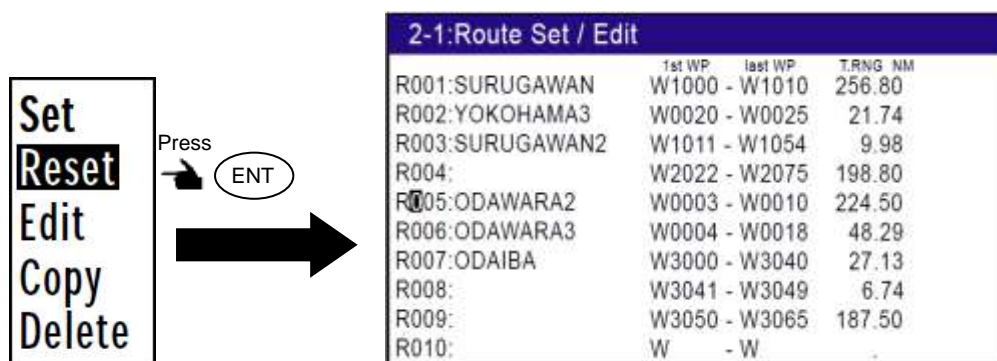 Set
Reset
Edit
Copy
Delete
Press
ENT
2-1:Route Set / Edit
1st WP last WP T.RNG NM
R001:SURUGAWAN W1000 - W1010 256.80
R002:YOKOHAMA3 W0020 - W0025 21.74
R003:SURUGAWAN2 W1011 - W1054 9.98
R004: W2022 - W2075 198.80
R005:ODAWARA2 W0003 - W0010 224.50
R006:ODAWARA3 W0004 - W0018 48.29
R007:ODAIBA W3000 - W3040 27.13
R008: W3041 - W3049 6.74
R009: W3050 - W3065 187.50
R010: W - W .